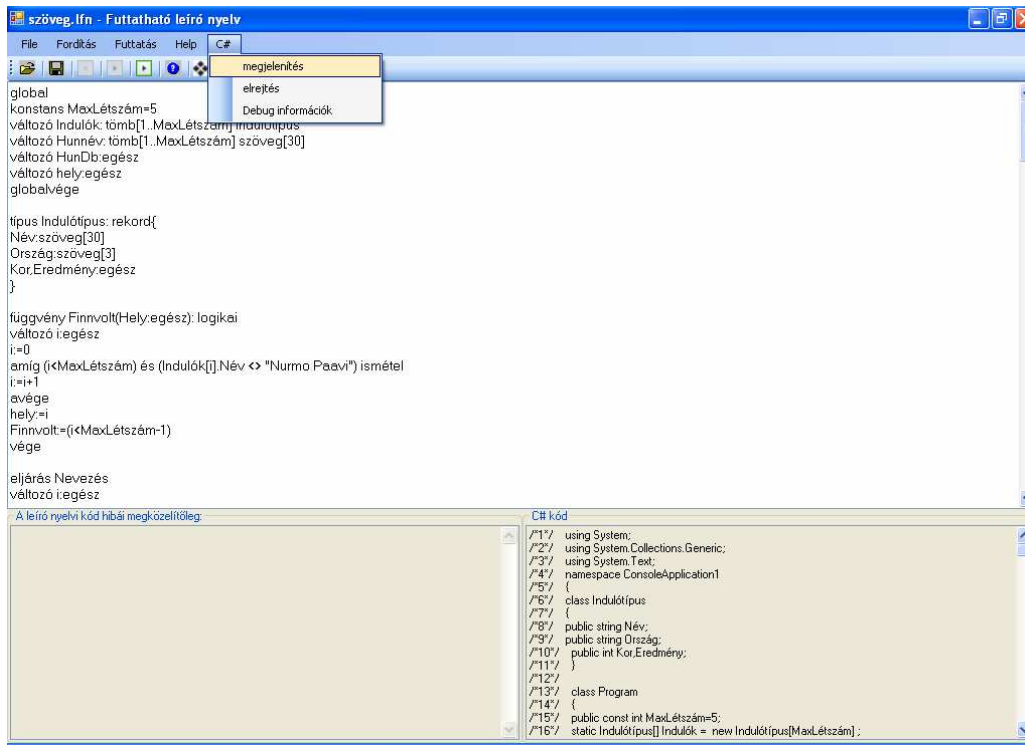 szöveg.lfn - Futtatható leíró nyelv
File Fordítás Futtatás Help C#
megjelenítés
elrejtés
Debug információk
global
konstans MaxLétszám=5
változó Indulók: tömb[1..MaxLétszám] Indulótípus
változó Hunnév: tömb[1..MaxLétszám] szöveg[30]
változó HunDb:egész
változó hely:egész
globalvége
típus Indulótípus: rekord{
Név:szöveg[30]
Ország:szöveg[3]
Kor,Eredmény:egész
}
függvény Finnvolt(Hely:egész): logikai
változó i:egész
i:=0
amíg (i<MaxLétszám) és (Indulók[i].Név <> "Nurmo Paavi") ismétel
i:=i+1
avége
hely:=i
Finnvolt:=(i<MaxLétszám-1)
vége
eljárás Nevezés
változó i:egész
A leíró nyelvi kód hibái megközelítőleg:
C# kód
/*1*/ using System;
/*2*/ using System.Collections.Generic;
/*3*/ using System.Text;
/*4*/ namespace ConsoleApplication1
/*5*/ {
/*6*/ class Indulótípus
/*7*/ {
/*8*/ public string Név;
/*9*/ public string Ország;
/*10*/ public int Kor,Eredmény;
/*11*/ }
/*12*/
/*13*/ class Program
/*14*/ {
/*15*/ public const int MaxLétszám=5;
/*16*/ static Indulótípus[] Indulók = new Indulótípus[MaxLétszám] ;